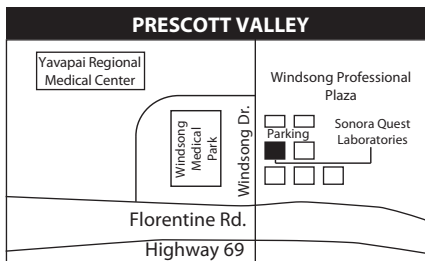 PRESCOTT VALLEY
Yavapai Regional
Medical Center
Windsong Professional
Plaza
Windsong
Medical
Park
Windsong Dr.
Parking
Sonora Quest
Laboratories
Florentine Rd.
Highway 69